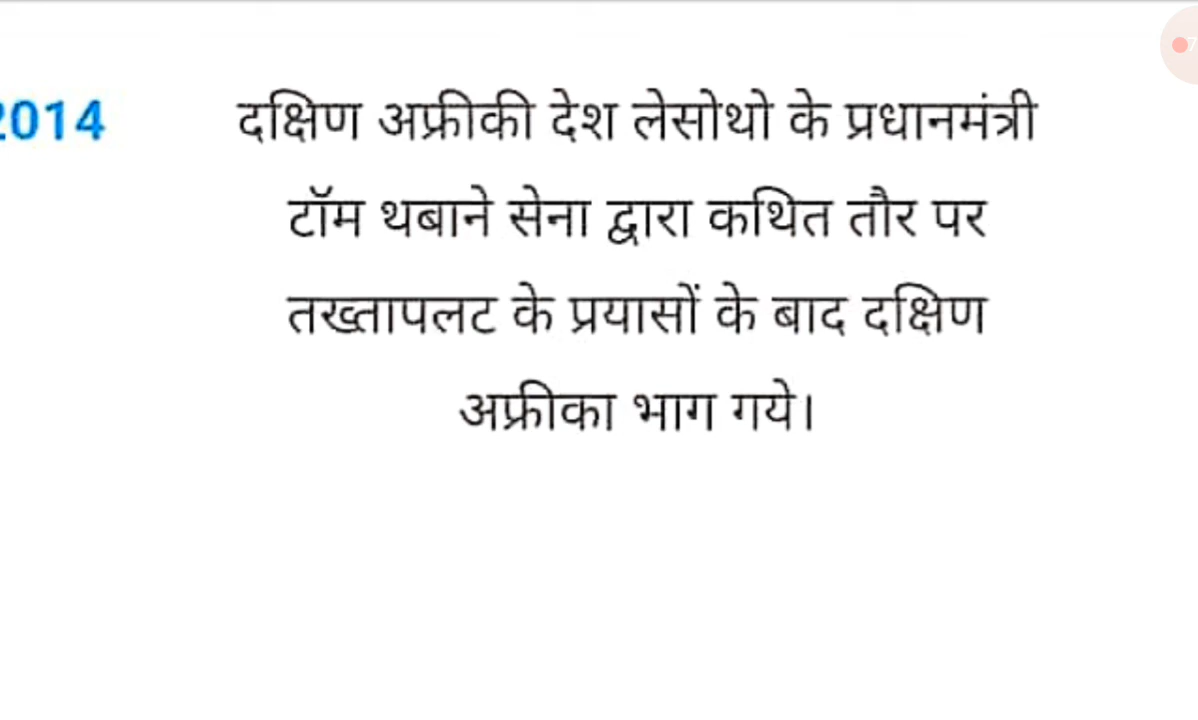 2014
दक्षिण अफ्रीकी देश लेसोथो के प्रधानमंत्री
टॉम थबाने सेना द्वारा कथित तौर पर
तख्तापलट के प्रयासों के बाद दक्षिण
अफ्रीका भाग गये।